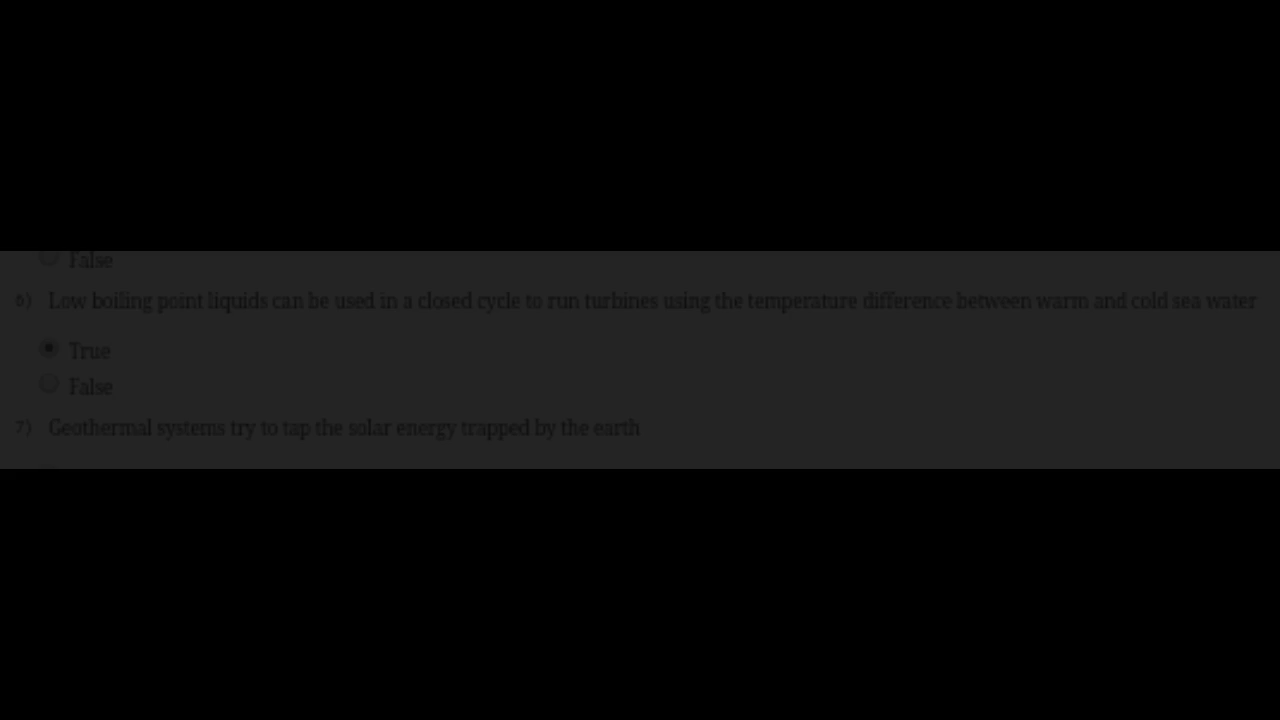 False
6) Low boiling point liquids can be used in a closed cycle to run turbines using the temperature difference between warm and cold sea water
True
False
7) Geothermal systems try to tap the solar energy trapped by the earth